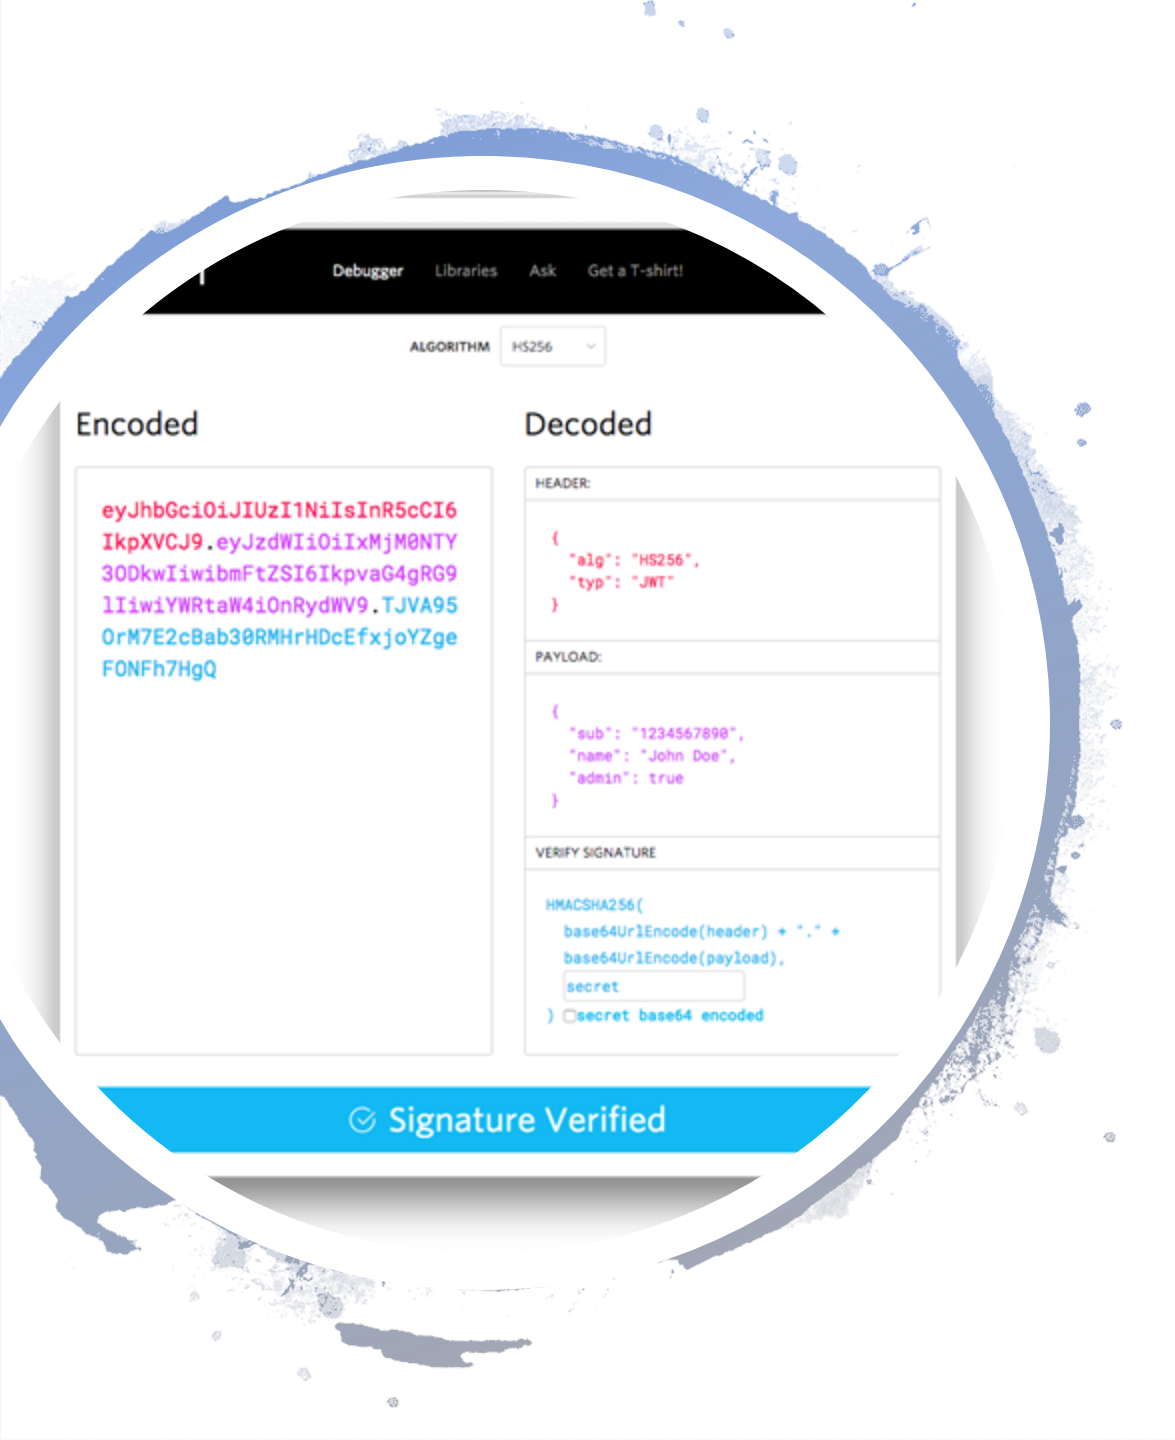 Debugger Libraries Ask Get a T-shirt!
ALGORITHM HS256
Encoded
eyJhbGciOiJIUzI1NiIsInR5cCI6
IkpXVCJ9.eyJzdWIiOiIxMjM0NTY
3ODkwIiwibmFtZSI6IkpvaG4gRG9
lIiwiYWRtaW4iOnRydWV9.TJVA95
OrM7E2cBab30RMHrHDcEfxjoYZge
FONFh7HgQ
Decoded
HEADER:
{
"alg": "HS256",
"typ": "JWT"
}
PAYLOAD:
{
"sub": "1234567890",
"name": "John Doe",
"admin": true
}
VERIFY SIGNATURE
HMACSHA256(
base64UrlEncode(header) + "." +
base64UrlEncode(payload),
secret
) secret base64 encoded
Signature Verified